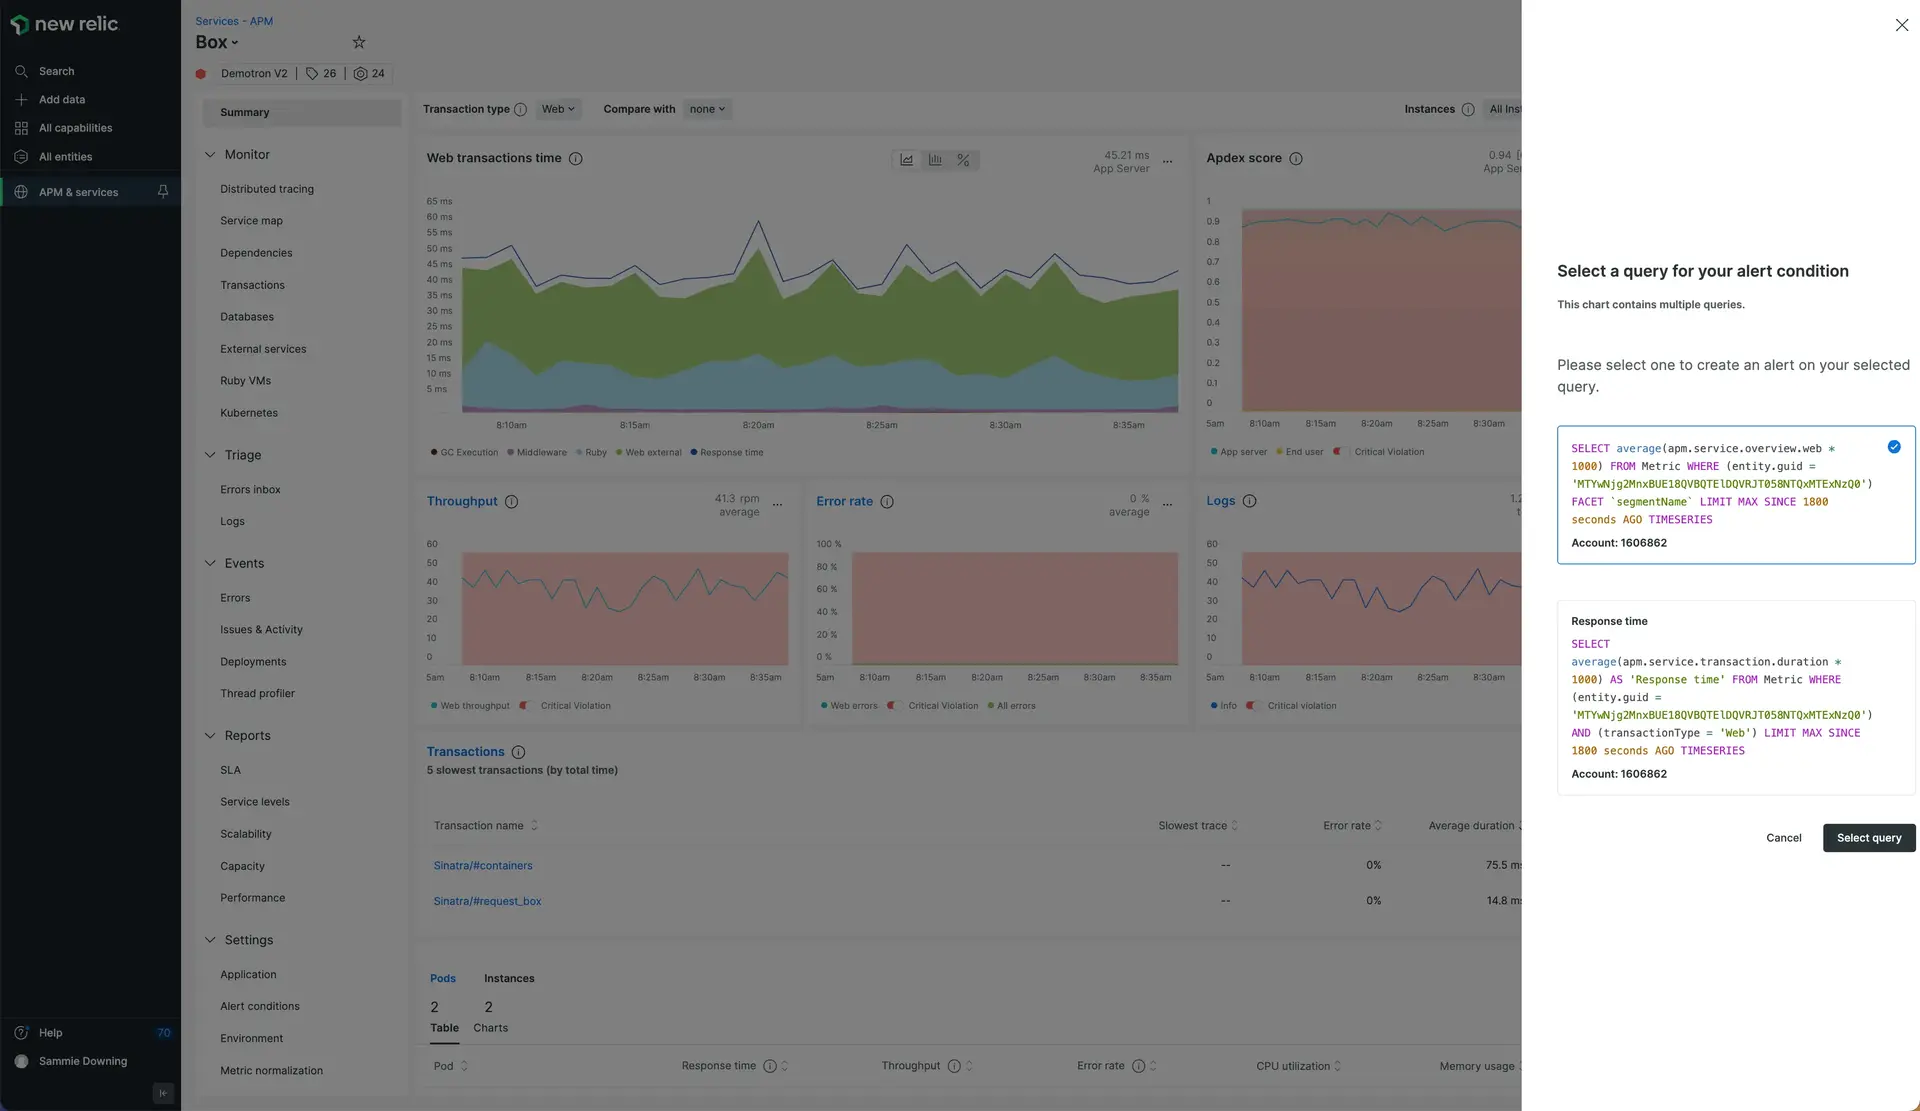 new relic
Search
Add data
All capabilities
All entities
APM & services
Help 70
Sammie Downing
Services - APM
Box
Demotron V2 26 24
Summary
Monitor
Distributed tracing
Service map
Dependencies
Transactions
Databases
External services
Ruby VMs
Kubernetes
Triage
Errors inbox
Logs
Events
Errors
Issues & Activity
Deployments
Thread profiler
Reports
SLA
Service levels
Scalability
Capacity
Performance
Settings
Application
Alert conditions
Environment
Metric normalization
Transaction type Web Compare with none Instances All Inst
Web transactions time
45.21 ms
App Server
65 ms
60 ms
55 ms
50 ms
45 ms
40 ms
35 ms
30 ms
25 ms
20 ms
15 ms
10 ms
5 ms
8:10am 8:15am 8:20am 8:25am 8:30am 8:35am
GC Execution Middleware Ruby Web external Response time
Apdex score
0.94
App Ser
1
0.9
0.8
0.7
0.6
0.5
0.4
0.3
0.2
0.1
0
5am 8:10am 8:15am 8:20am 8:25am 8:30am
App server End user Critical Violation
Throughput
41.3 rpm
average
60
50
40
30
20
10
0
5am 8:10am 8:15am 8:20am 8:25am 8:30am 8:35am
Web throughput Critical Violation
Error rate
0 %
average
100 %
80 %
60 %
40 %
20 %
0 %
5am 8:10am 8:15am 8:20am 8:25am 8:30am 8:35am
Web errors Critical Violation All errors
Logs
60
50
40
30
20
10
0
5am 8:10am 8:15am 8:20am 8:25am 8:30am
Info Critical violation
Transactions
5 slowest transactions (by total time)
Transaction name Slowest trace Error rate Average duration
Sinatra/#containers -- 0% 75.5 ms
Sinatra/#request_box -- 0% 14.8 ms
Pods Instances
2 2
Table Charts
Pod Response time Throughput Error rate CPU utilization Memory usage
Select a query for your alert condition
This chart contains multiple queries.
Please select one to create an alert on your selected
query.
SELECT average(apm.service.overview.web *
1000) FROM Metric WHERE (entity.guid =
'MTYwNjg2MnxBUE18QVBQTElDQVRJT058NTQxMTExNzQ0')
FACET `segmentName` LIMIT MAX SINCE 1800
seconds AGO TIMESERIES
Account: 1606862
Response time
SELECT
average(apm.service.transaction.duration *
1000) AS 'Response time' FROM Metric WHERE
(entity.guid =
'MTYwNjg2MnxBUE18QVBQTElDQVRJT058NTQxMTExNzQ0')
AND (transactionType = 'Web') LIMIT MAX SINCE
1800 seconds AGO TIMESERIES
Account: 1606862
Cancel Select query